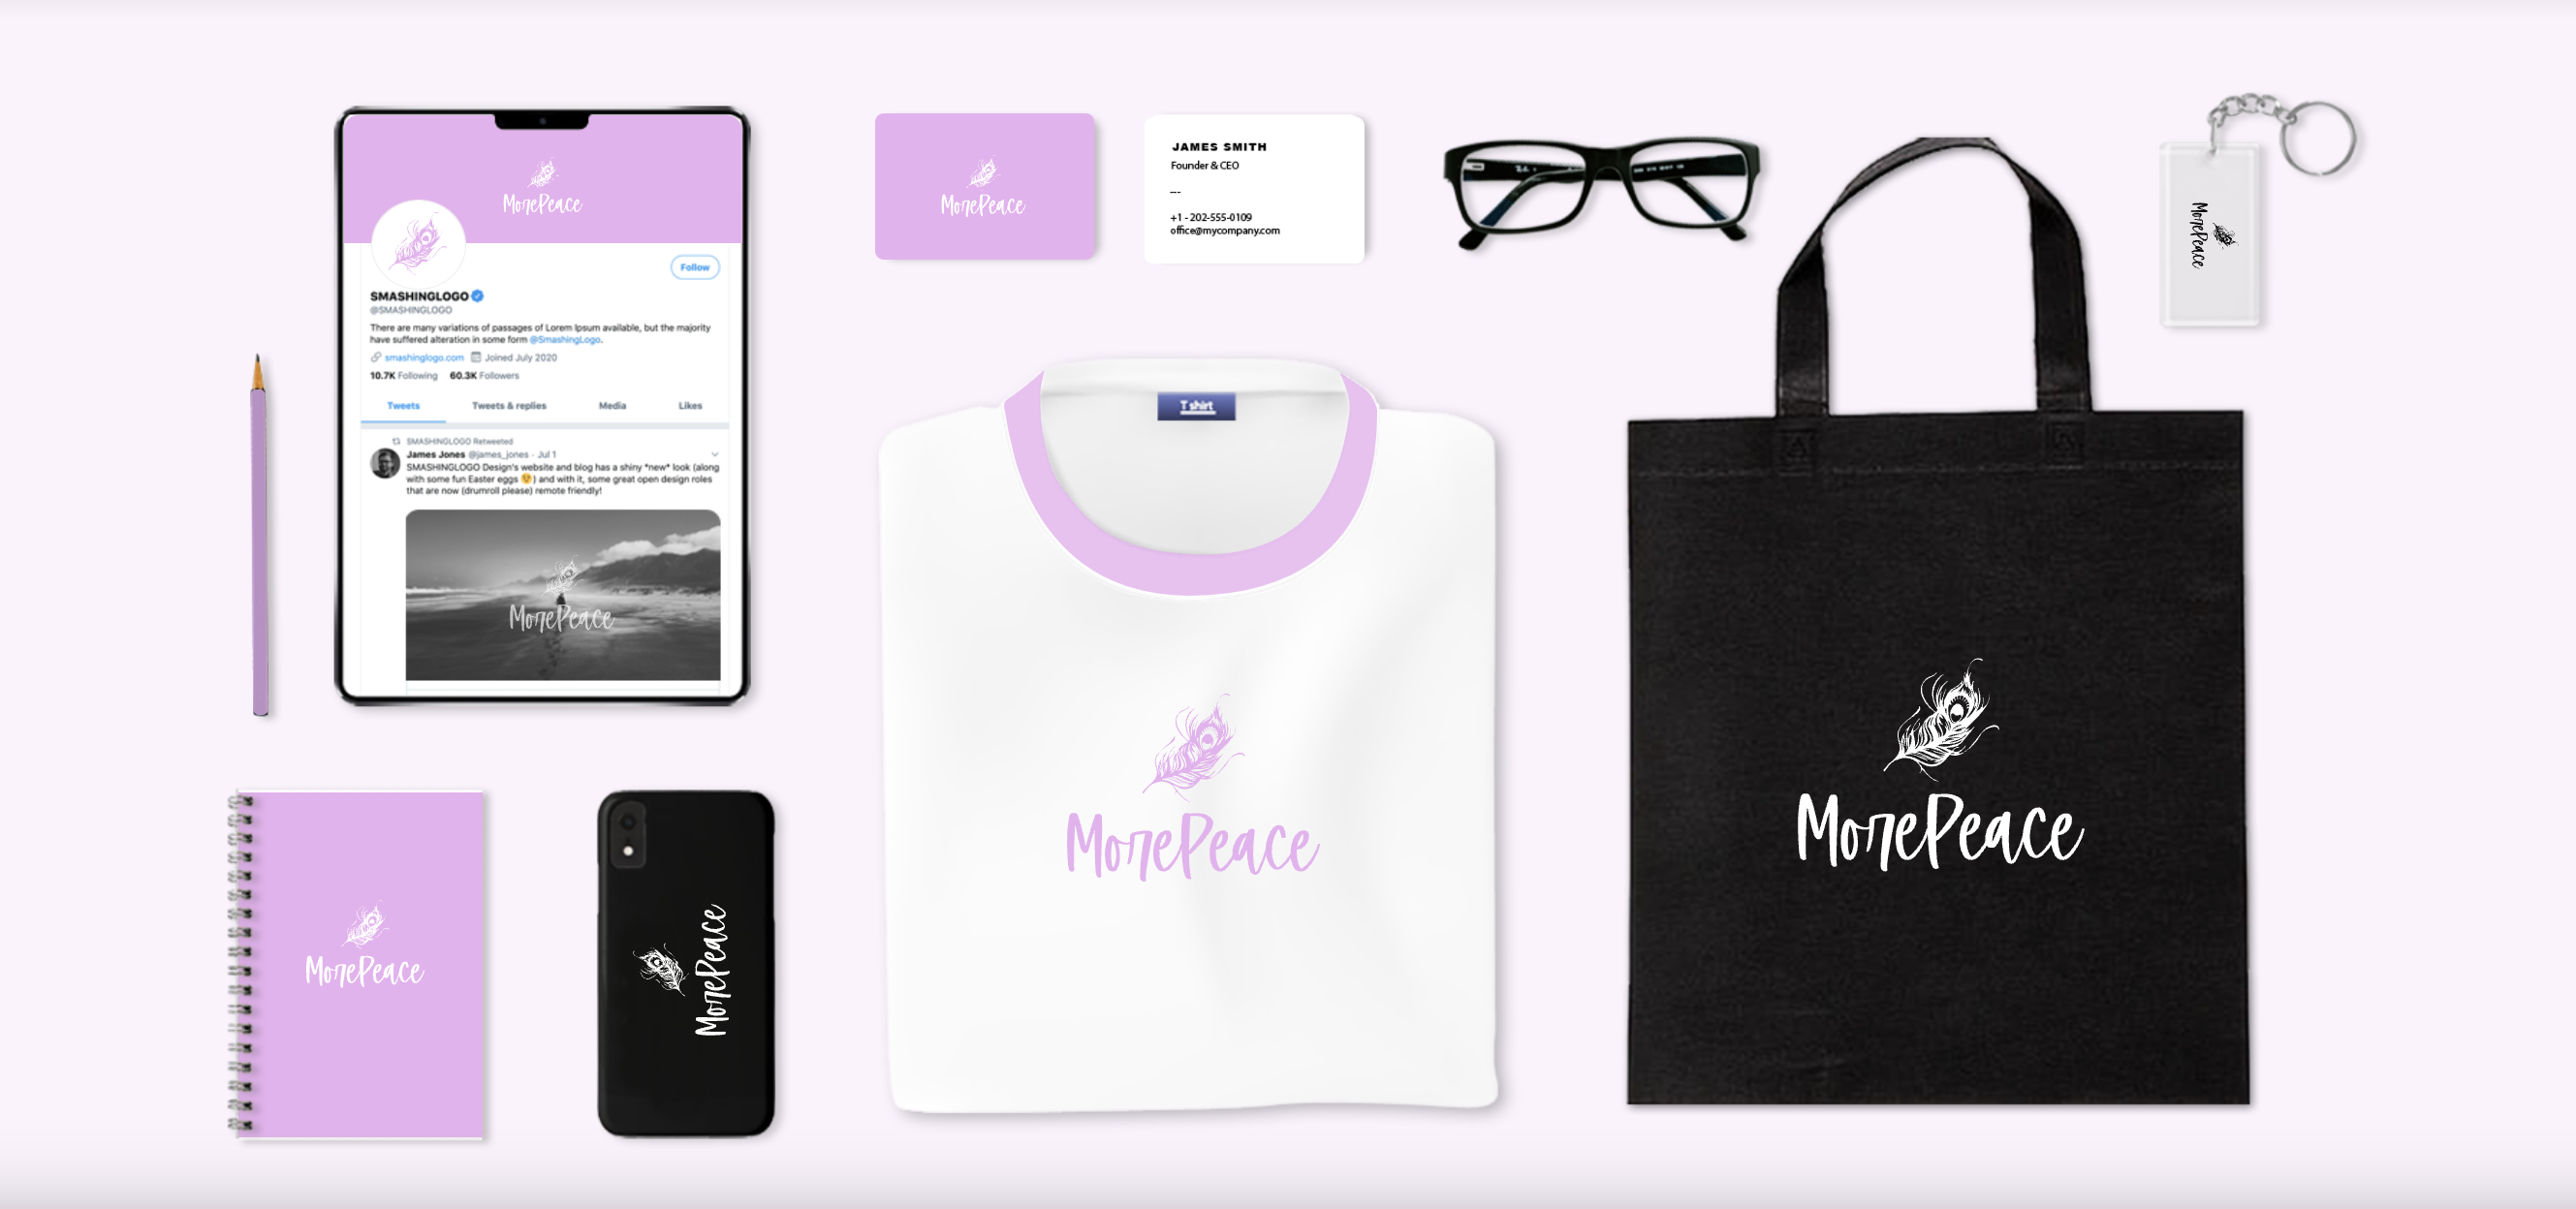 MorePeace
Follow
SMASHINGLOGO
@SMASHINGLOGO
There are many variations of passages of Lorem Ipsum available, but the majority
have suffered alteration in some form @SmashingLogo.
smashinglogo.com Joined July 2020
10.7K Following 60.3K Followers
Tweets Tweets & replies Media Likes
SMASHINGLOGO Retweeted
James Jones @james_jones · Jul 1
SMASHINGLOGO Design's website and blog has a shiny *new* look (along
with some fun Easter eggs 😉) and with it, some great open design roles
that are now (drumroll please) remote friendly!
MorePeace
MorePeace
JAMES SMITH
Founder & CEO
---
+1 - 202-555-0109
office@mycompany.com
MorePeace
T shirt
MorePeace
MorePeace
MorePeace
MorePeace